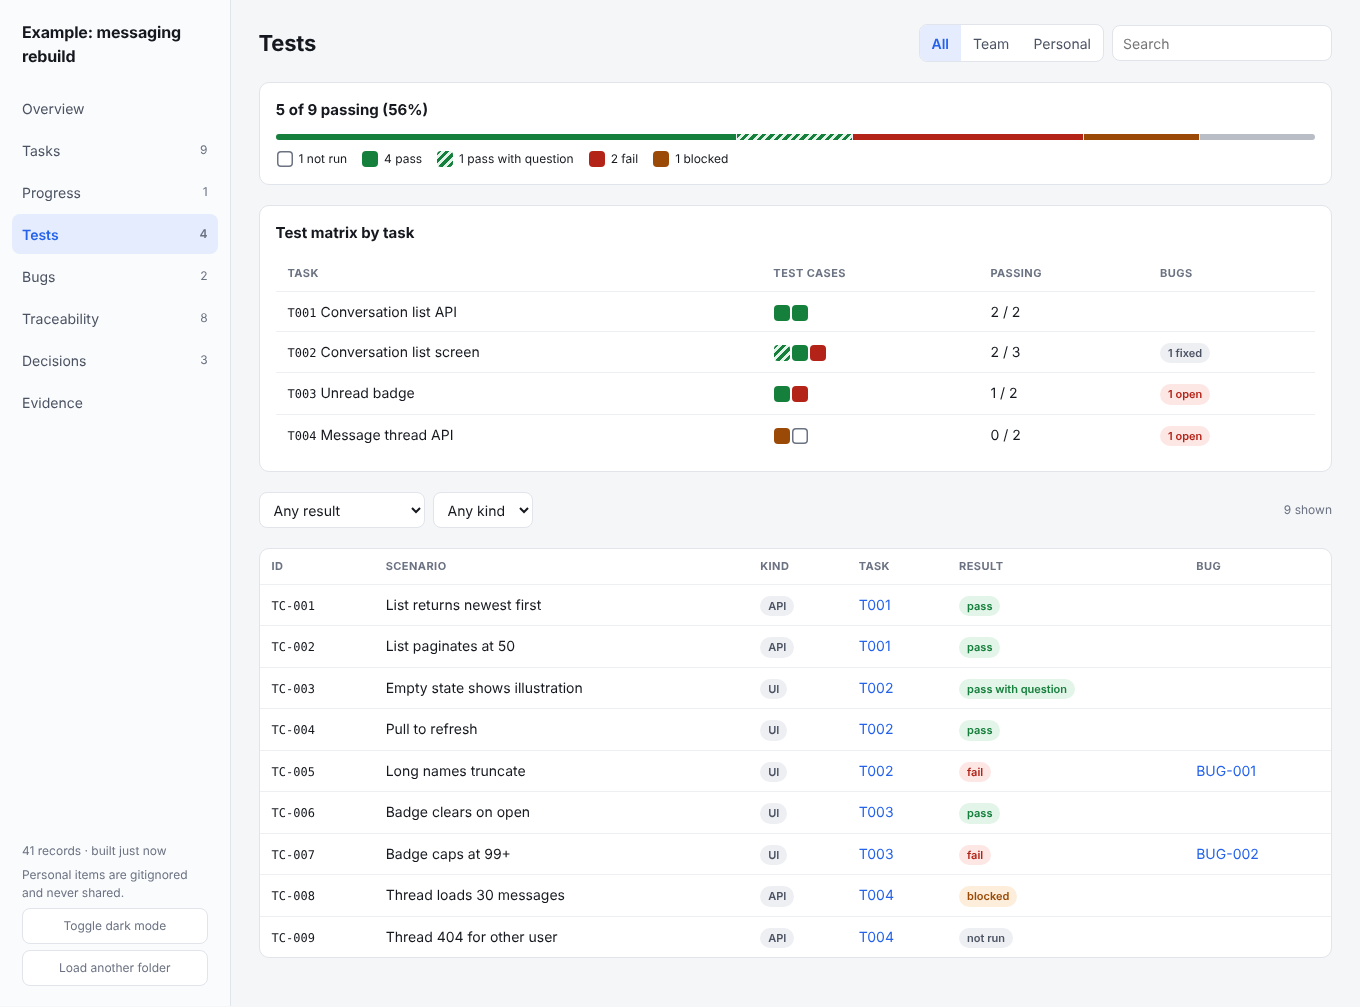 Example: messaging
rebuild
Overview
Tasks 9
Progress 1
Tests 4
Bugs 2
Traceability 8
Decisions 3
Evidence
41 records · built just now
Personal items are gitignored
and never shared.
Toggle dark mode
Load another folder
Tests
All Team Personal Search
5 of 9 passing (56%)
1 not run 4 pass 1 pass with question 2 fail 1 blocked
Test matrix by task
TASK TEST CASES PASSING BUGS
T001 Conversation list API 2 / 2
T002 Conversation list screen 2 / 3 1 fixed
T003 Unread badge 1 / 2 1 open
T004 Message thread API 0 / 2 1 open
Any result Any kind 9 shown
ID SCENARIO KIND TASK RESULT BUG
TC-001 List returns newest first API T001 pass
TC-002 List paginates at 50 API T001 pass
TC-003 Empty state shows illustration UI T002 pass with question
TC-004 Pull to refresh UI T002 pass
TC-005 Long names truncate UI T002 fail BUG-001
TC-006 Badge clears on open UI T003 pass
TC-007 Badge caps at 99+ UI T003 fail BUG-002
TC-008 Thread loads 30 messages API T004 blocked
TC-009 Thread 404 for other user API T004 not run